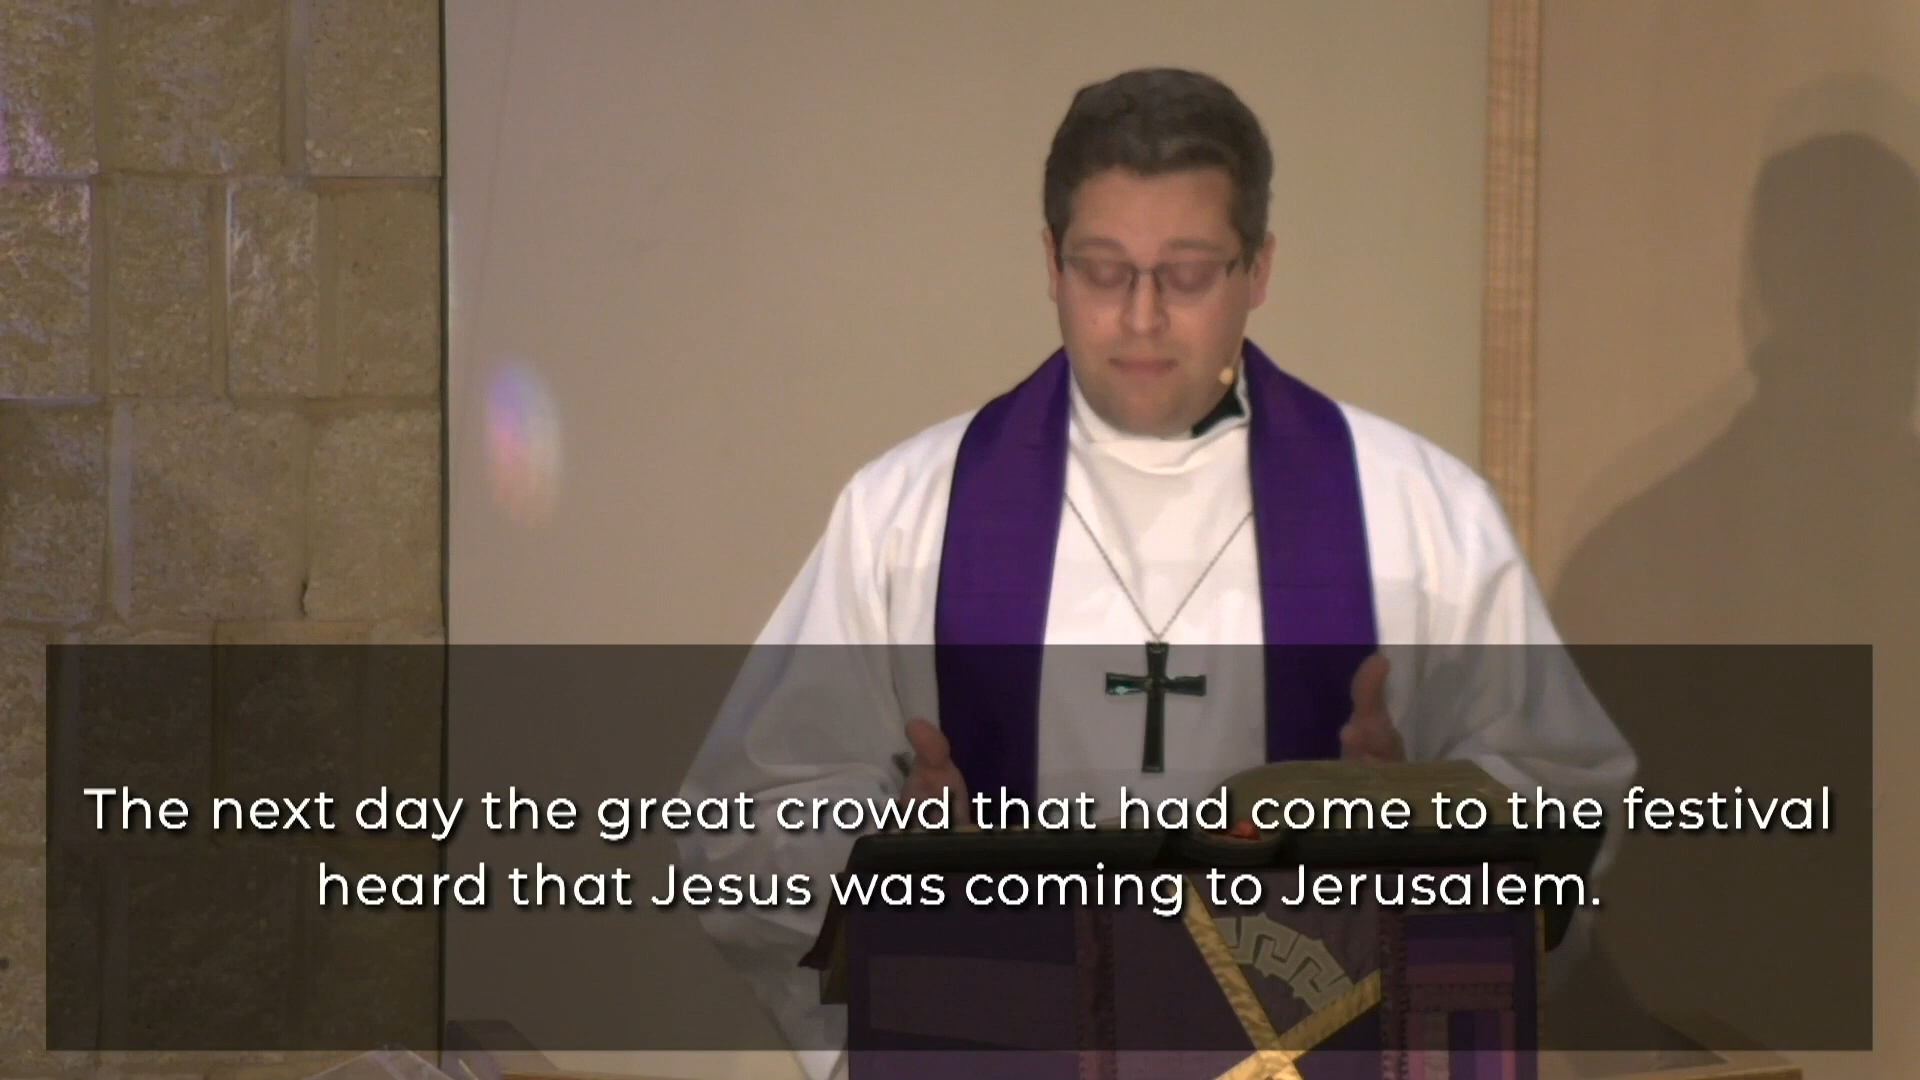 The next day the great crowd that had come to the festival
heard that Jesus was coming to Jerusalem.